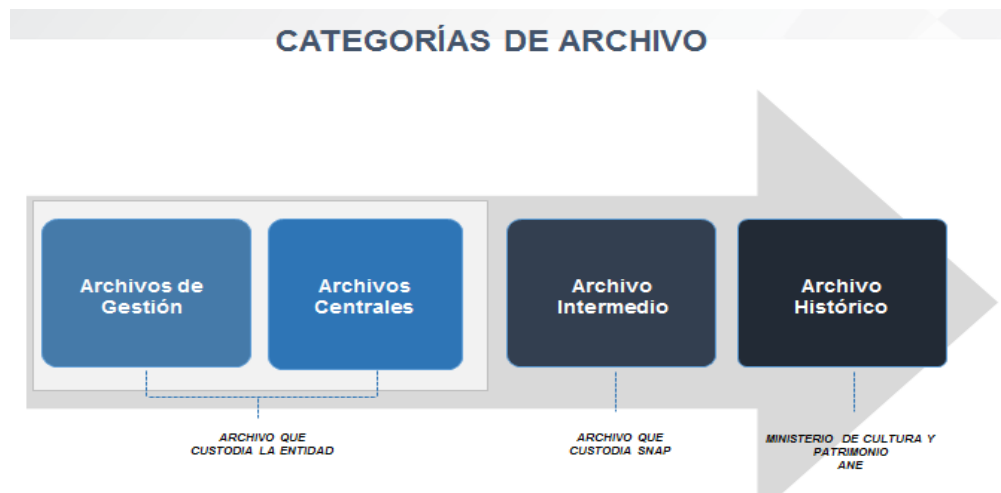 CATEGORÍAS DE ARCHIVO
Archivos de
Gestión
Archivos
Centrales
Archivo
Intermedio
Archivo
Histórico
ARCHIVO QUE
CUSTODIA LA ENTIDAD
ARCHIVO QUE
CUSTODIA SNAP
MINISTERIO DE CULTURA Y
PATRIMONIO
ANE